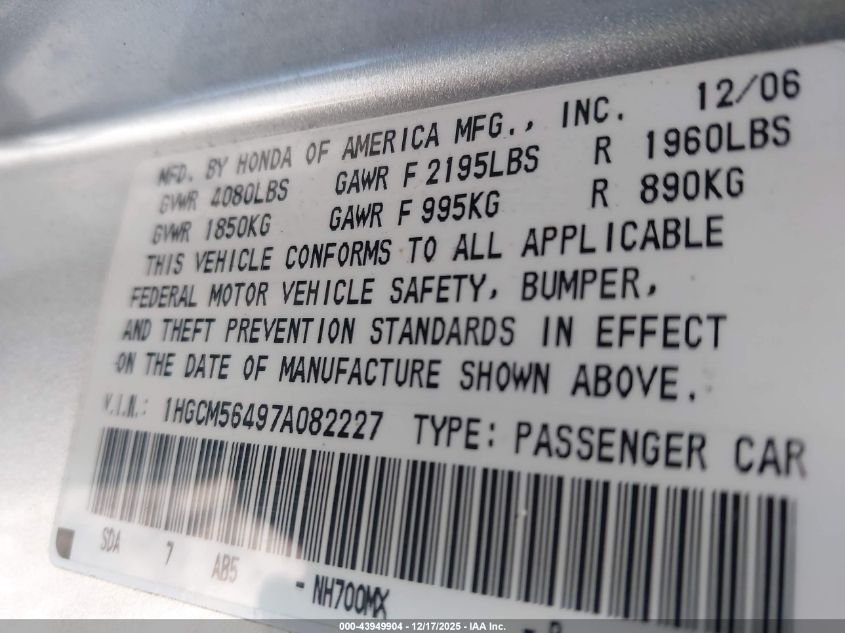 12/06
MFD. BY HONDA OF AMERICA MFG., INC.
GVWR 4080LBS GAWR F 2195LBS R 1960LBS
GVWR 1850KG GAWR F 995KG R 890KG
THIS VEHICLE CONFORMS TO ALL APPLICABLE
FEDERAL MOTOR VEHICLE SAFETY, BUMPER,
AND THEFT PREVENTION STANDARDS IN EFFECT
ON THE DATE OF MANUFACTURE SHOWN ABOVE.
V.I.N.: 1HGCM56497A082227 TYPE: PASSENGER CAR
SDA 7 AB5 - NH700MX
000-43949904 - 12/17/2025 - IAA Inc.